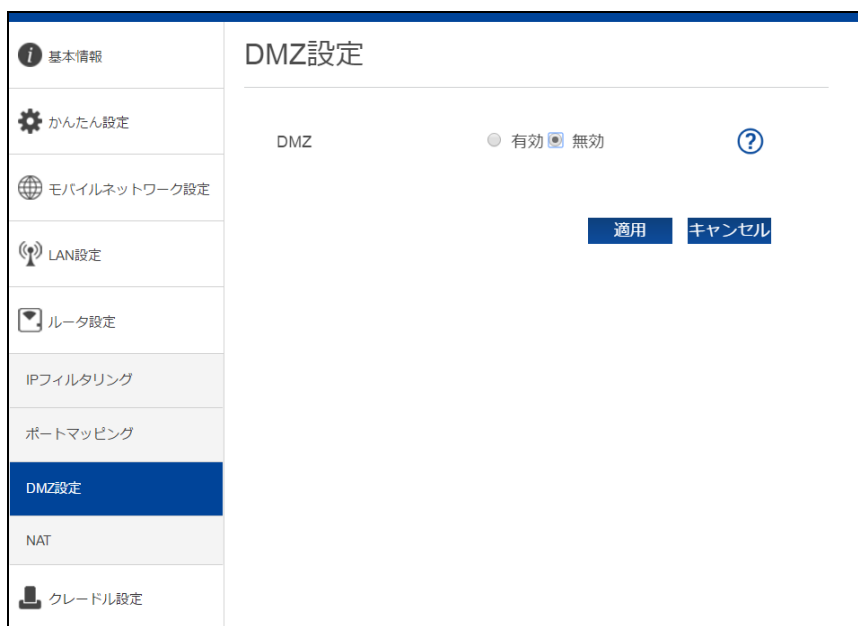 基本情報
かんたん設定
モバイルネットワーク設定
LAN設定
ルータ設定
IPフィルタリング
ポートマッピング
DMZ設定
NAT
クレードル設定
DMZ設定
DMZ 有効 無効 ?
適用 キャンセル